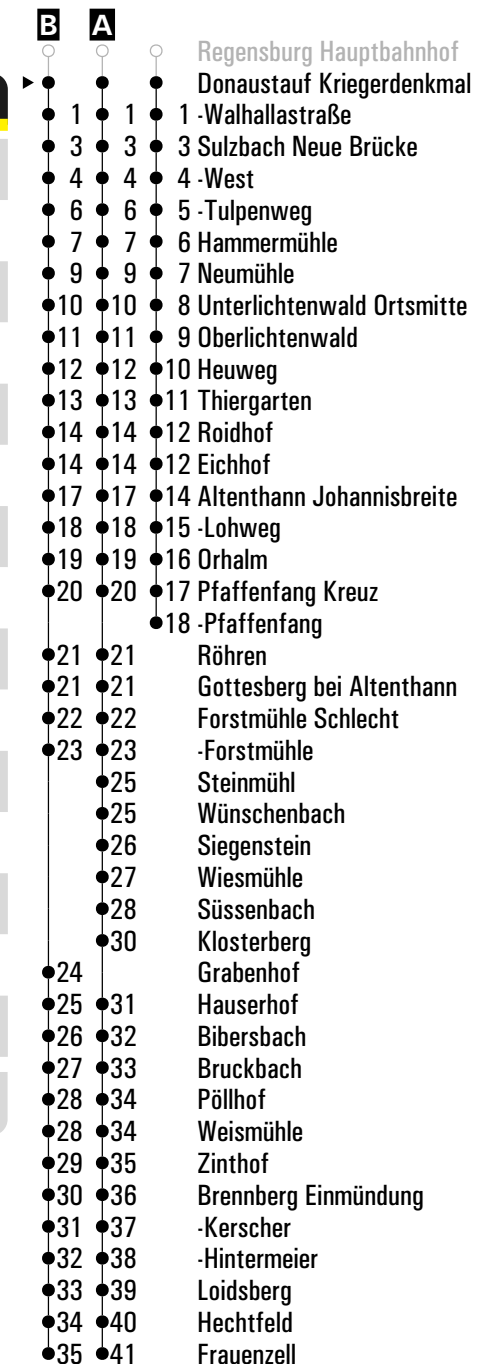 B A
Regensburg Hauptbahnhof
Donaustauf Kriegerdenkmal
1 1 1 -Walhallastraße
3 3 3 Sulzbach Neue Brücke
4 4 4 -West
6 6 5 -Tulpenweg
7 7 6 Hammermühle
9 9 7 Neumühle
10 10 8 Unterlichtenwald Ortsmitte
11 11 9 Oberlichtenwald
12 12 10 Heuweg
13 13 11 Thiergarten
14 14 12 Roidhof
14 14 12 Eichhof
17 17 14 Altenthann Johannisbreite
18 18 15 -Lohweg
19 19 16 Orhalm
20 20 17 Pfaffenfang Kreuz
18 -Pfaffenfang
21 21 Röhren
21 21 Gottesberg bei Altenthann
22 22 Forstmühle Schlecht
23 23 -Forstmühle
25 Steinmühl
25 Wünschenbach
26 Siegenstein
27 Wiesmühle
28 Süssenbach
30 Klosterberg
24 Grabenhof
25 31 Hauserhof
26 32 Bibersbach
27 33 Bruckbach
28 34 Pöllhof
28 34 Weismühle
29 35 Zinthof
30 36 Brennberg Einmündung
31 37 -Kerscher
32 38 -Hintermeier
33 39 Loidsberg
34 40 Hechtfeld
35 41 Frauenzell